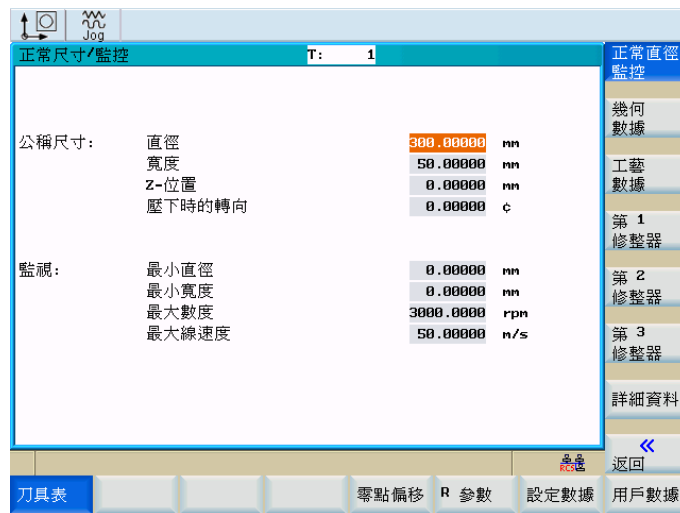 Jog
正常尺寸/監控 T: 1
正常直徑
監控
幾何
數據
公稱尺寸: 直徑 300.00000 mm
寬度 50.00000 mm
工藝
數據
Z-位置 0.00000 mm
壓下時的轉向 0.00000 ¢
第 1
修整器
監視: 最小直徑 0.00000 mm
最小寬度 0.00000 mm
第 2
修整器
最大數度 3000.0000 rpm
最大線速度 50.00000 m/s
第 3
修整器
詳細資料
RCS
返回
刀具表 零點偏移 R 參數 設定數據 用戶數據